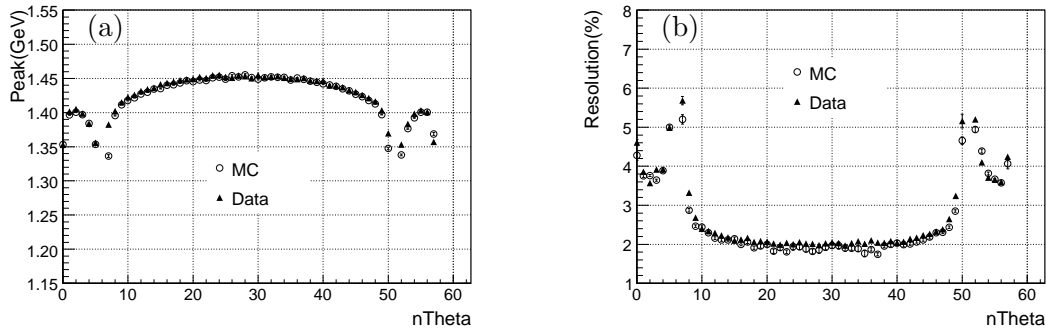 (a)
Peak(GeV)
1.55
1.50
1.45
1.40
1.35
1.30
1.25
1.20
1.15
MC
Data
0 10 20 30 40 50 60
nTheta
(b)
Resolution(%)
8
7
6
5
4
3
2
1
MC
Data
0 10 20 30 40 50 60
nTheta